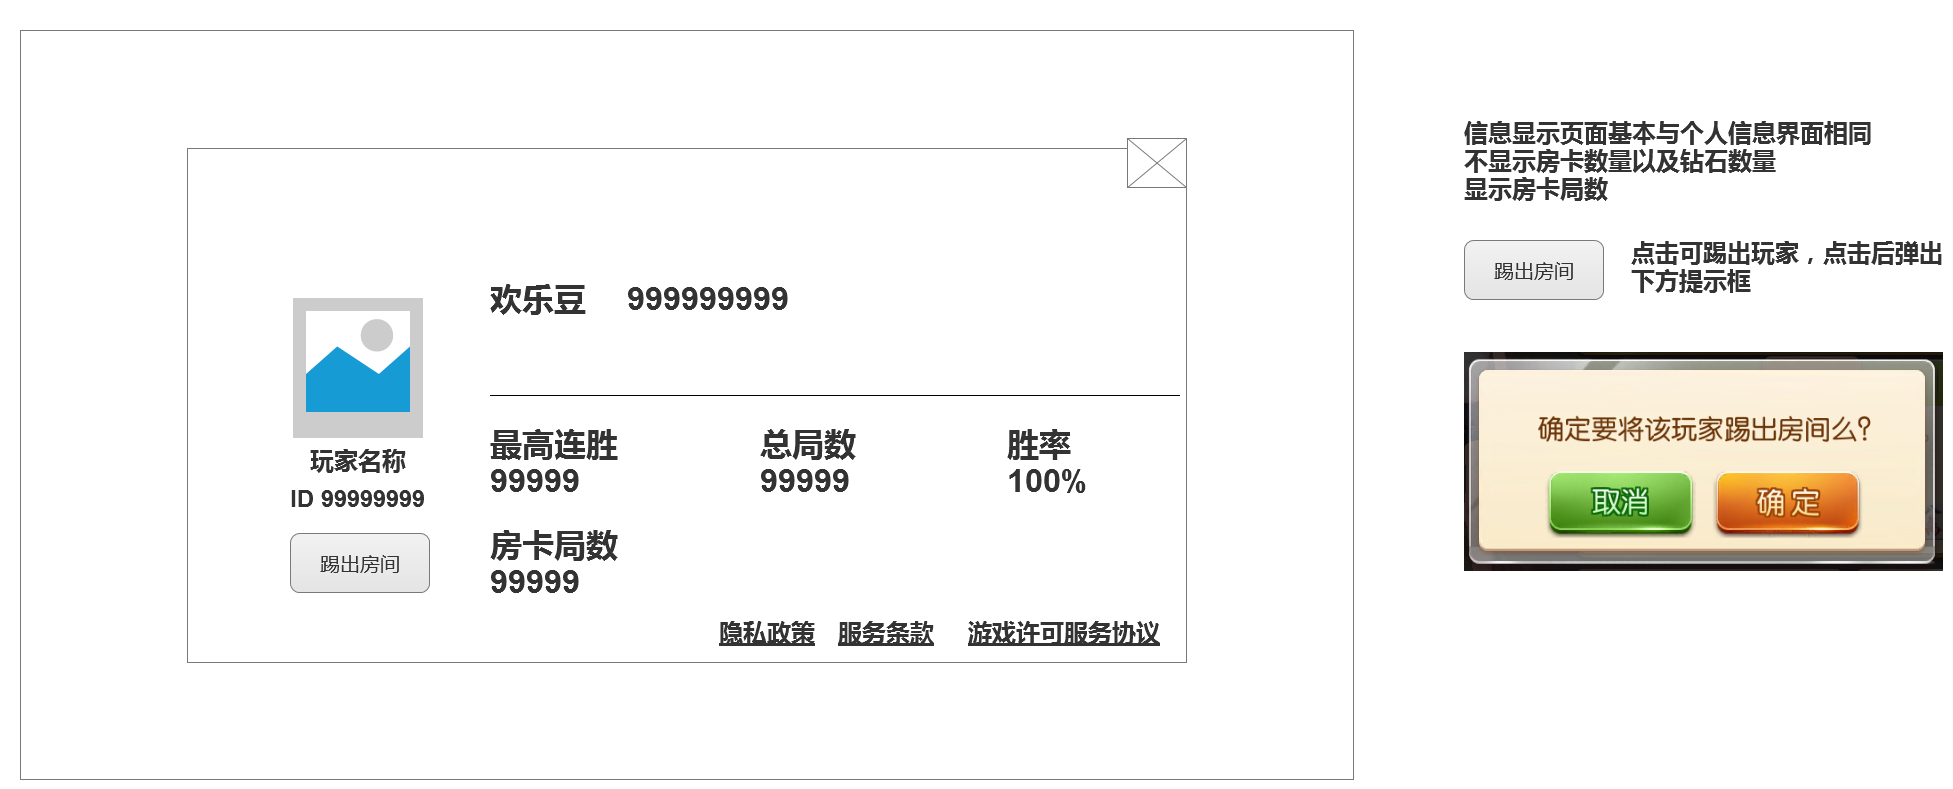 欢乐豆 999999999
玩家名称
ID 99999999
踢出房间
最高连胜 总局数 胜率
99999 99999 100%
房卡局数
99999
隐私政策 服务条款 游戏许可服务协议
信息显示页面基本与个人信息界面相同
不显示房卡数量以及钻石数量
显示房卡局数
踢出房间
点击可踢出玩家，点击后弹出
下方提示框
确定要将该玩家踢出房间么？
取消 确定